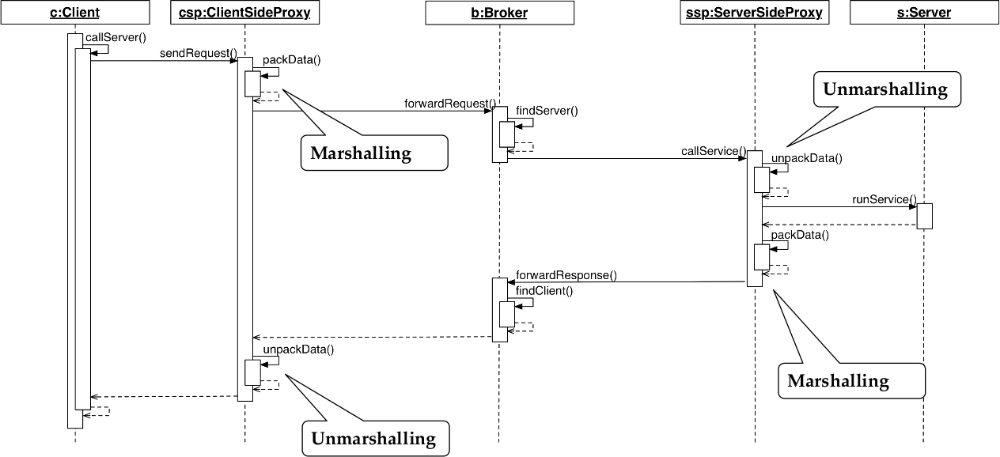 c:Client
csp:ClientSideProxy
b:Broker
ssp:ServerSideProxy
s:Server
callServer()
sendRequest()
packData()
Marshalling
forwardRequest()
findServer()
Unmarshalling
callService()
unpackData()
runService()
packData()
forwardResponse()
findClient()
Marshalling
unpackData()
Unmarshalling